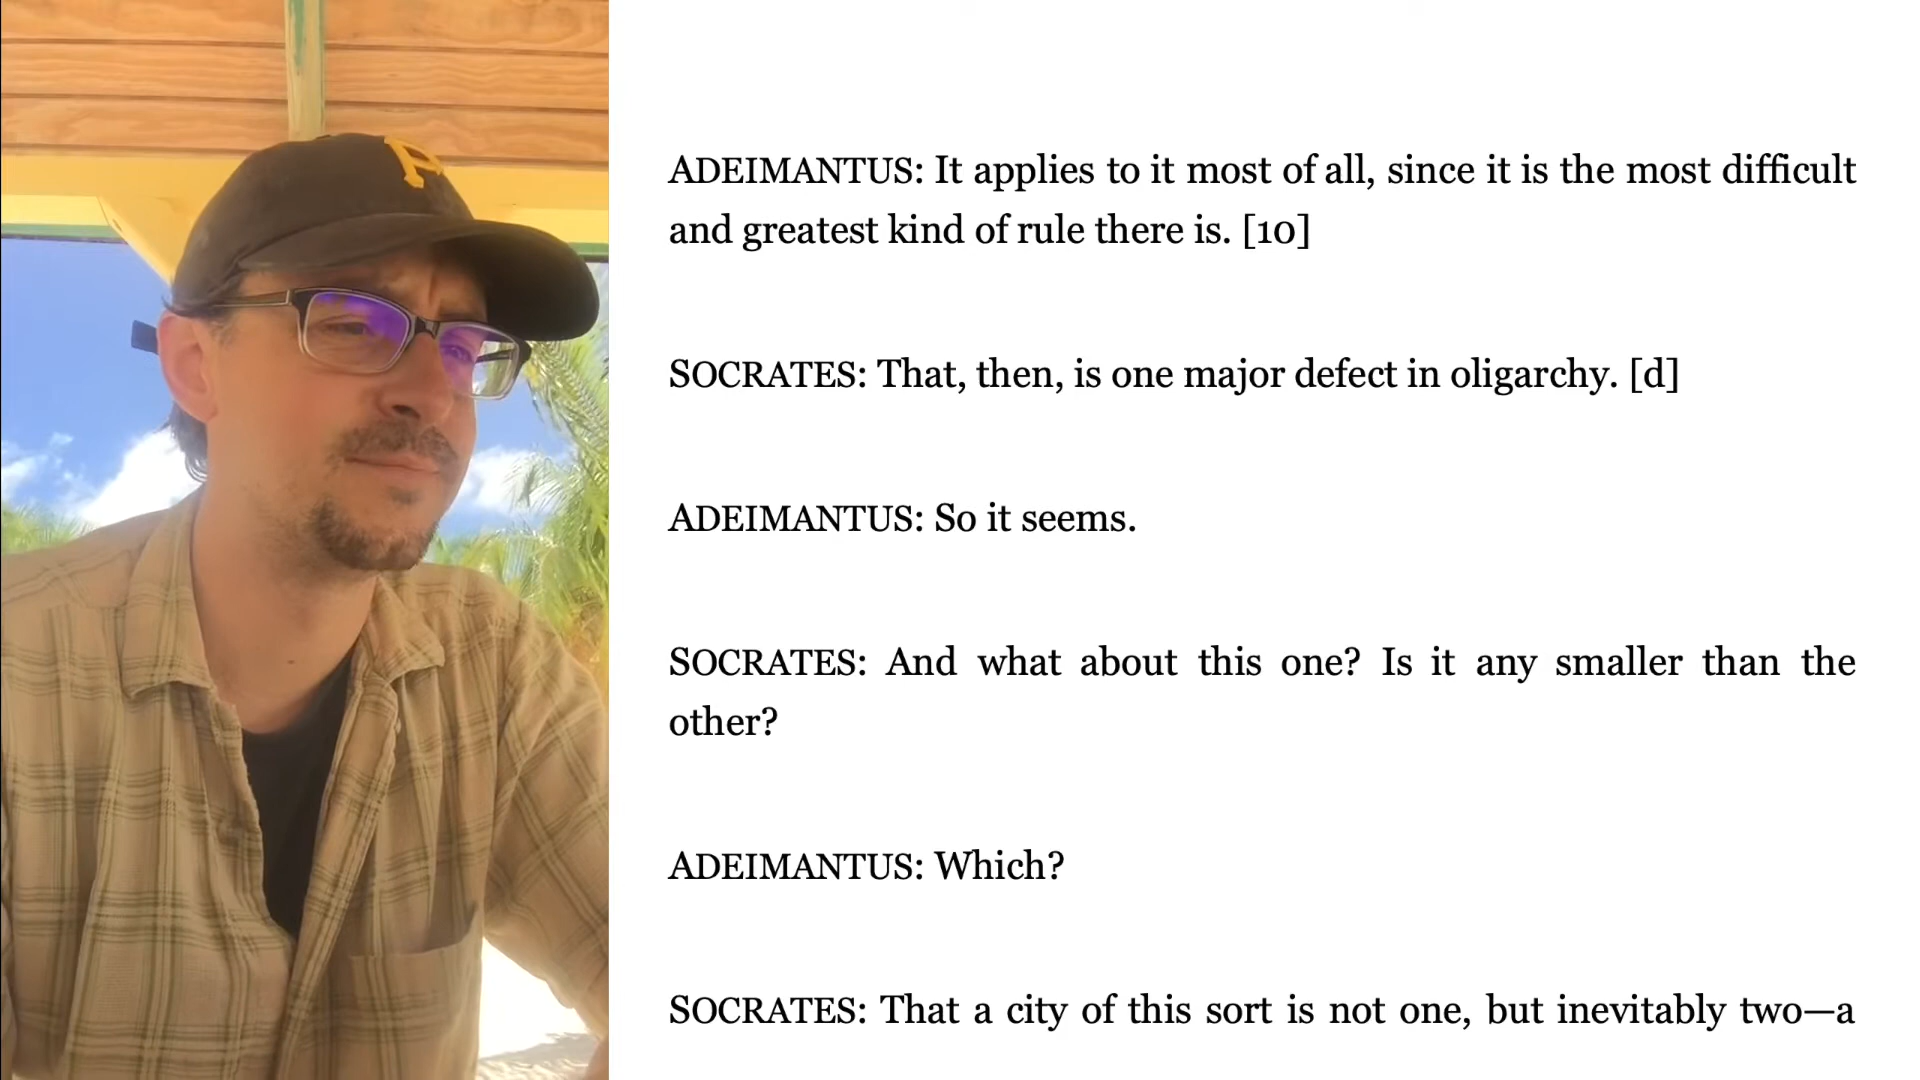 P
ADEIMANTUS: It applies to it most of all, since it is the most difficult
and greatest kind of rule there is. [10]
SOCRATES: That, then, is one major defect in oligarchy. [d]
ADEIMANTUS: So it seems.
SOCRATES: And what about this one? Is it any smaller than the
other?
ADEIMANTUS: Which?
SOCRATES: That a city of this sort is not one, but inevitably two—a